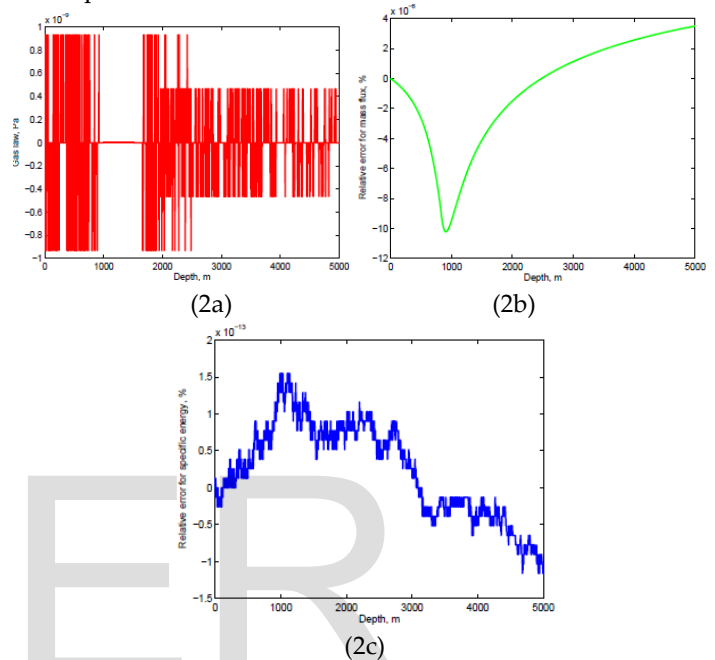 x 10⁻⁹
1
0.8
0.6
0.4
0.2
0
−0.2
−0.4
−0.6
−0.8
−1
Gas law, Pa
0 1000 2000 3000 4000 5000
Depth, m
(2a)
x 10⁻⁶
4
2
0
−2
−4
−6
−8
−10
−12
Relative error for mass flux, %
0 1000 2000 3000 4000 5000
Depth, m
(2b)
x 10⁻¹³
2
1.5
1
0.5
0
−0.5
−1
−1.5
Relative error for specific energy, %
0 1000 2000 3000 4000 5000
Depth, m
(2c)
ER